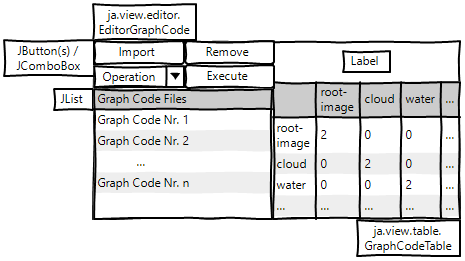 ja.view.editor.
EditorGraphCode
JButton(s) /
JComboBox
Import
Remove
Operation
Execute
Label
JList
Graph Code Files
Graph Code Nr. 1
Graph Code Nr. 2
...
Graph Code Nr. n
root-
image
cloud
water
...
root-
image
2
0
0
...
cloud
0
2
0
...
water
0
0
2
...
...
...
...
...
...
ja.view.table.
GraphCodeTable